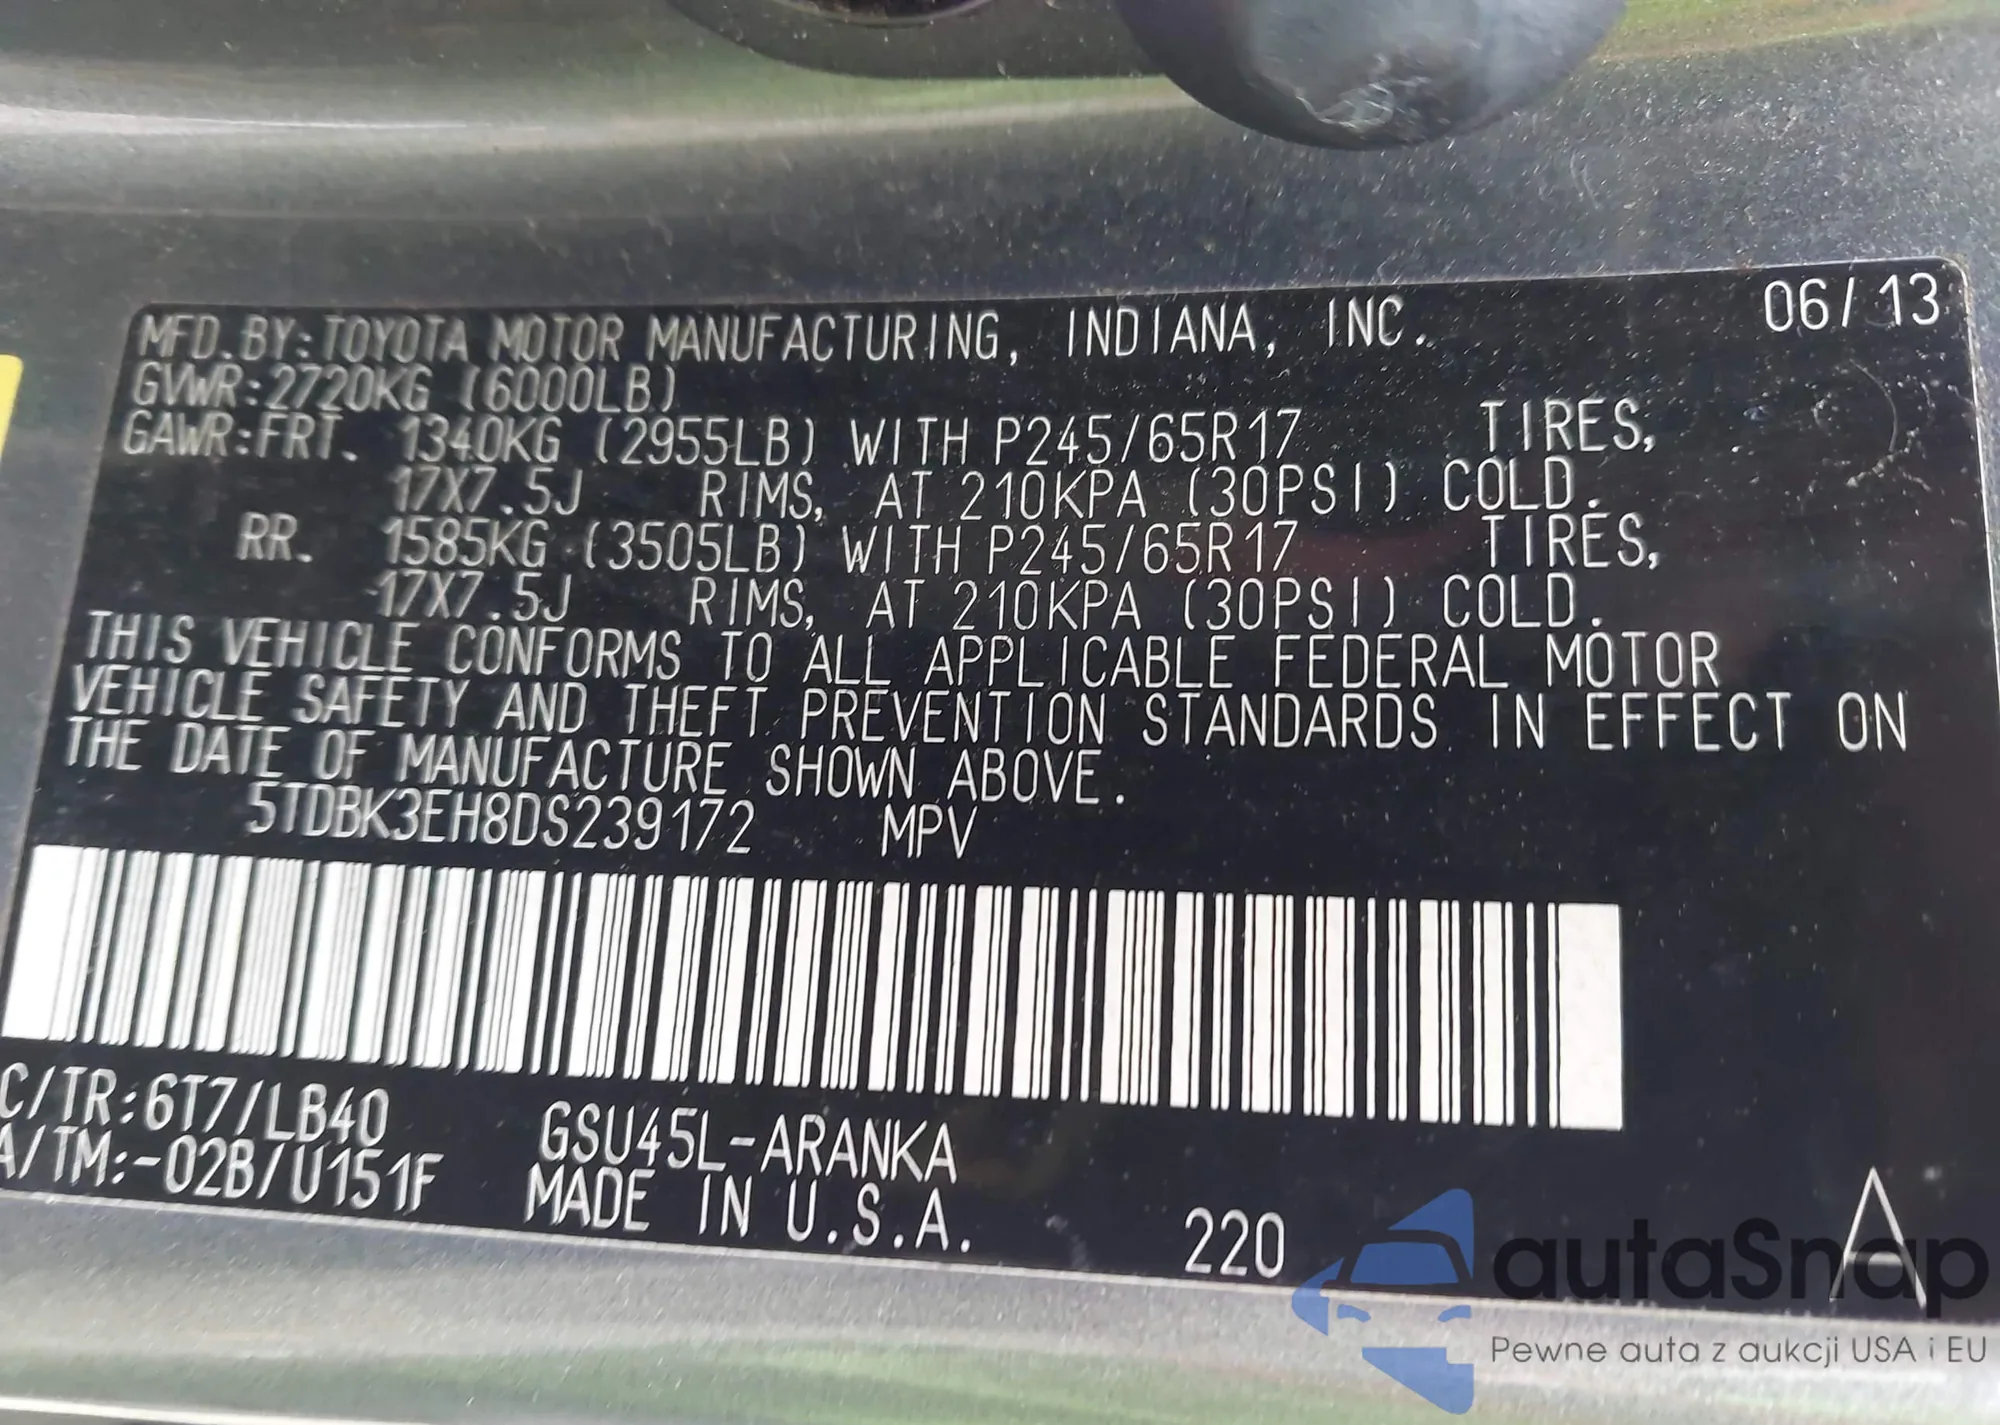 06/13
MFD.BY:TOYOTA MOTOR MANUFACTURING, INDIANA, INC.
GVWR:2720KG (6000LB)
GAWR:FRT. 1340KG (2955LB) WITH P245/65R17 TIRES,
17X7.5J RIMS, AT 210KPA (30PSI) COLD.
RR. 1585KG (3505LB) WITH P245/65R17 TIRES,
17X7.5J RIMS, AT 210KPA (30PSI) COLD.
THIS VEHICLE CONFORMS TO ALL APPLICABLE FEDERAL MOTOR
VEHICLE SAFETY AND THEFT PREVENTION STANDARDS IN EFFECT ON
THE DATE OF MANUFACTURE SHOWN ABOVE.
5TDBK3EH8DS239172 MPV
C/TR:6T7/LB40 GSU45L-ARANKA
A/TM:-02B/U151F MADE IN U.S.A. 220 A
autaSnap
Pewne auta z aukcji USA i EU